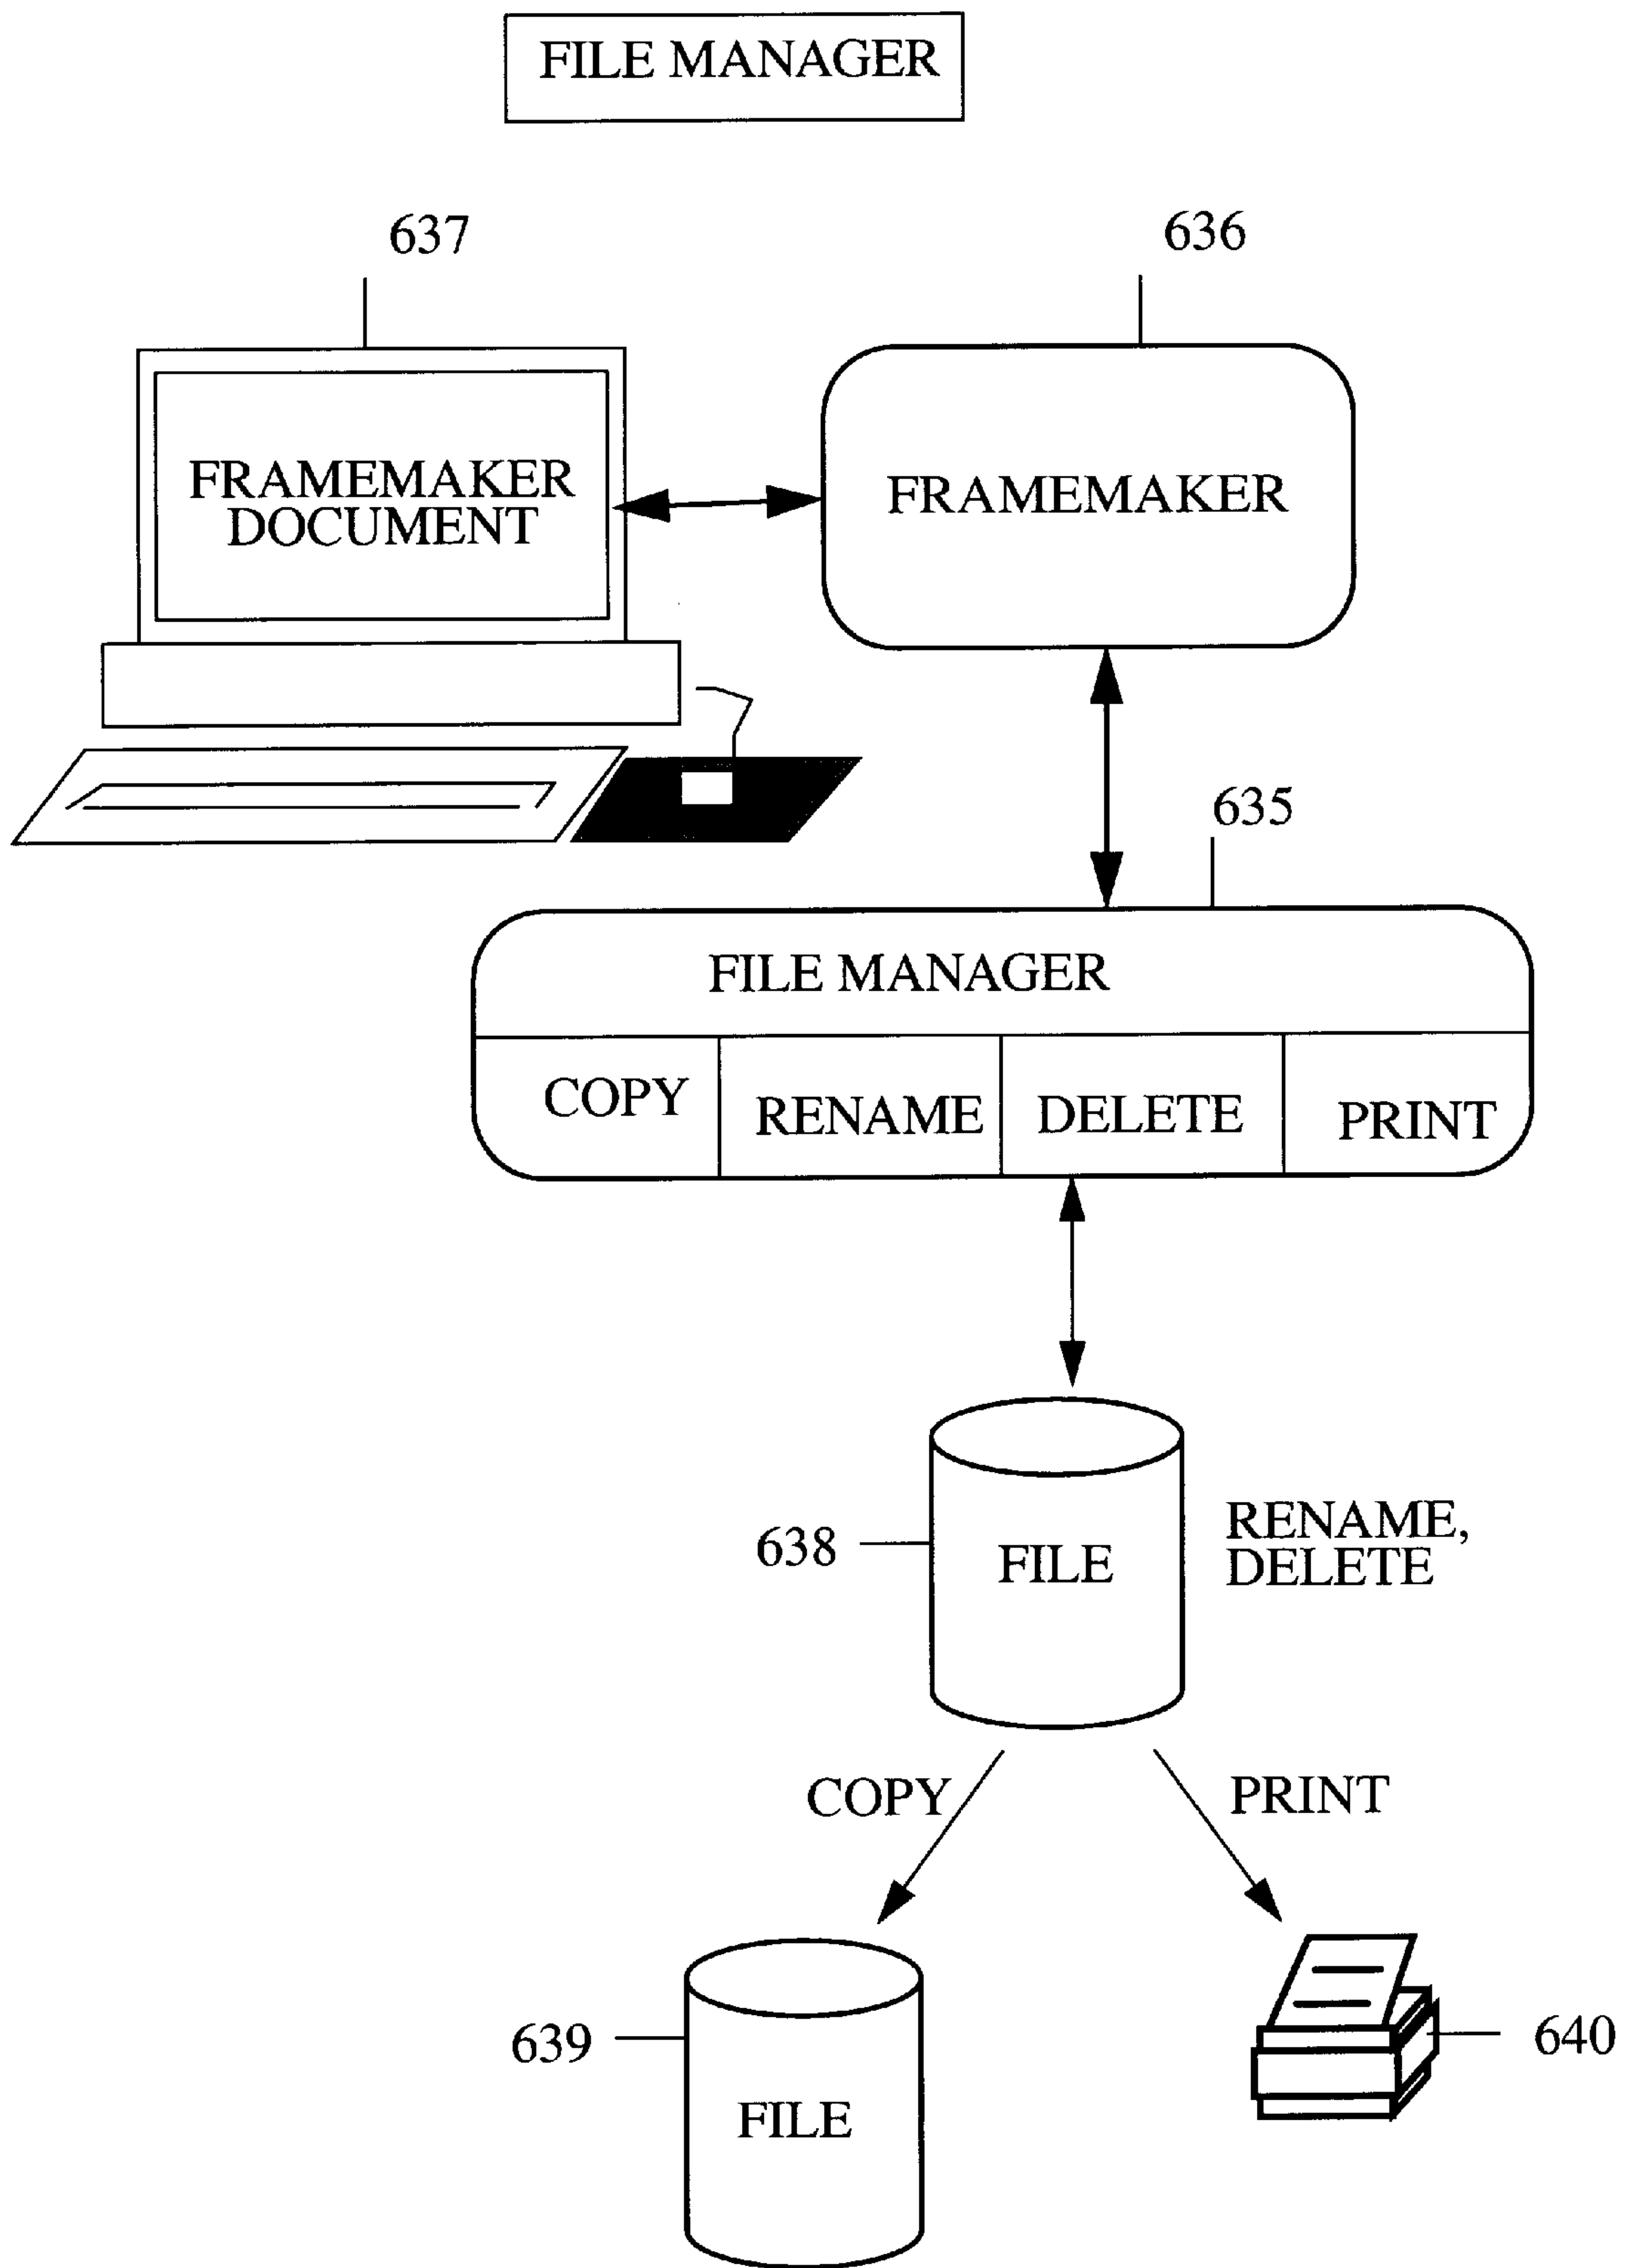 FILE MANAGER
637
636
FRAMEMAKER
DOCUMENT
FRAMEMAKER
635
FILE MANAGER
COPY
RENAME
DELETE
PRINT
638
FILE
RENAME,
DELETE
COPY
PRINT
639
FILE
640